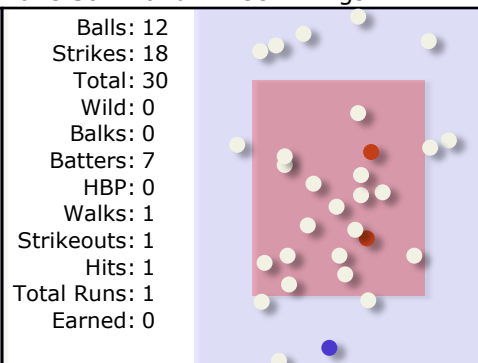 Balls: 12
Strikes: 18
Total: 30
Wild: 0
Balks: 0
Batters: 7
HBP: 0
Walks: 1
Strikeouts: 1
Hits: 1
Total Runs: 1
Earned: 0